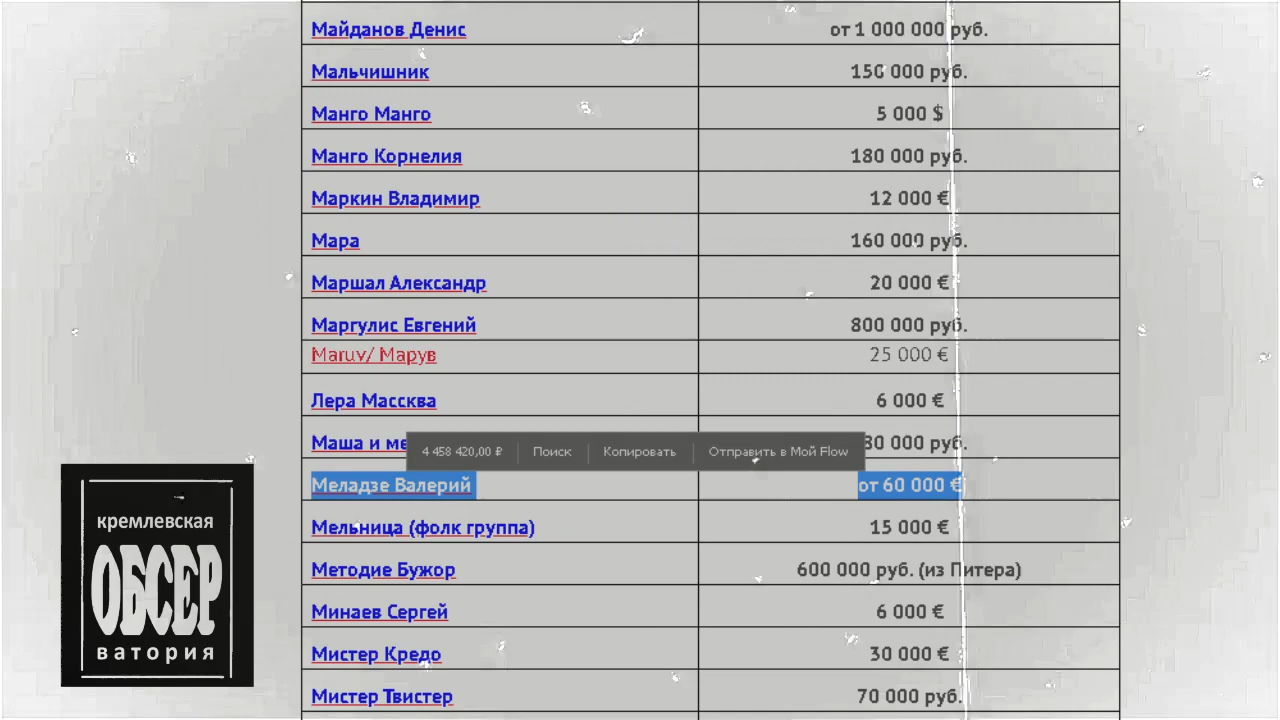 Майданов Денис от 1 000 000 руб.
Мальчишник 150 000 руб.
Манго Манго 5 000 $
Манго Корнелия 180 000 руб.
Маркин Владимир 12 000 €
Мара 160 000 руб.
Маршал Александр 20 000 €
Маргулис Евгений 800 000 руб.
Maruv/ Марув 25 000 €
Лера Массква 6 000 €
Маша и ме 80 000 руб.
4 458 420,00 ₽ Поиск Копировать Отправить в Мой Flow
Меладзе Валерий от 60 000 €
Мельница (фолк группа) 15 000 €
Методие Бужор 600 000 руб. (из Питера)
Минаев Сергей 6 000 €
Мистер Кредо 30 000 €
Мистер Твистер 70 000 руб.
кремлевская
ОБСЕР
ватория